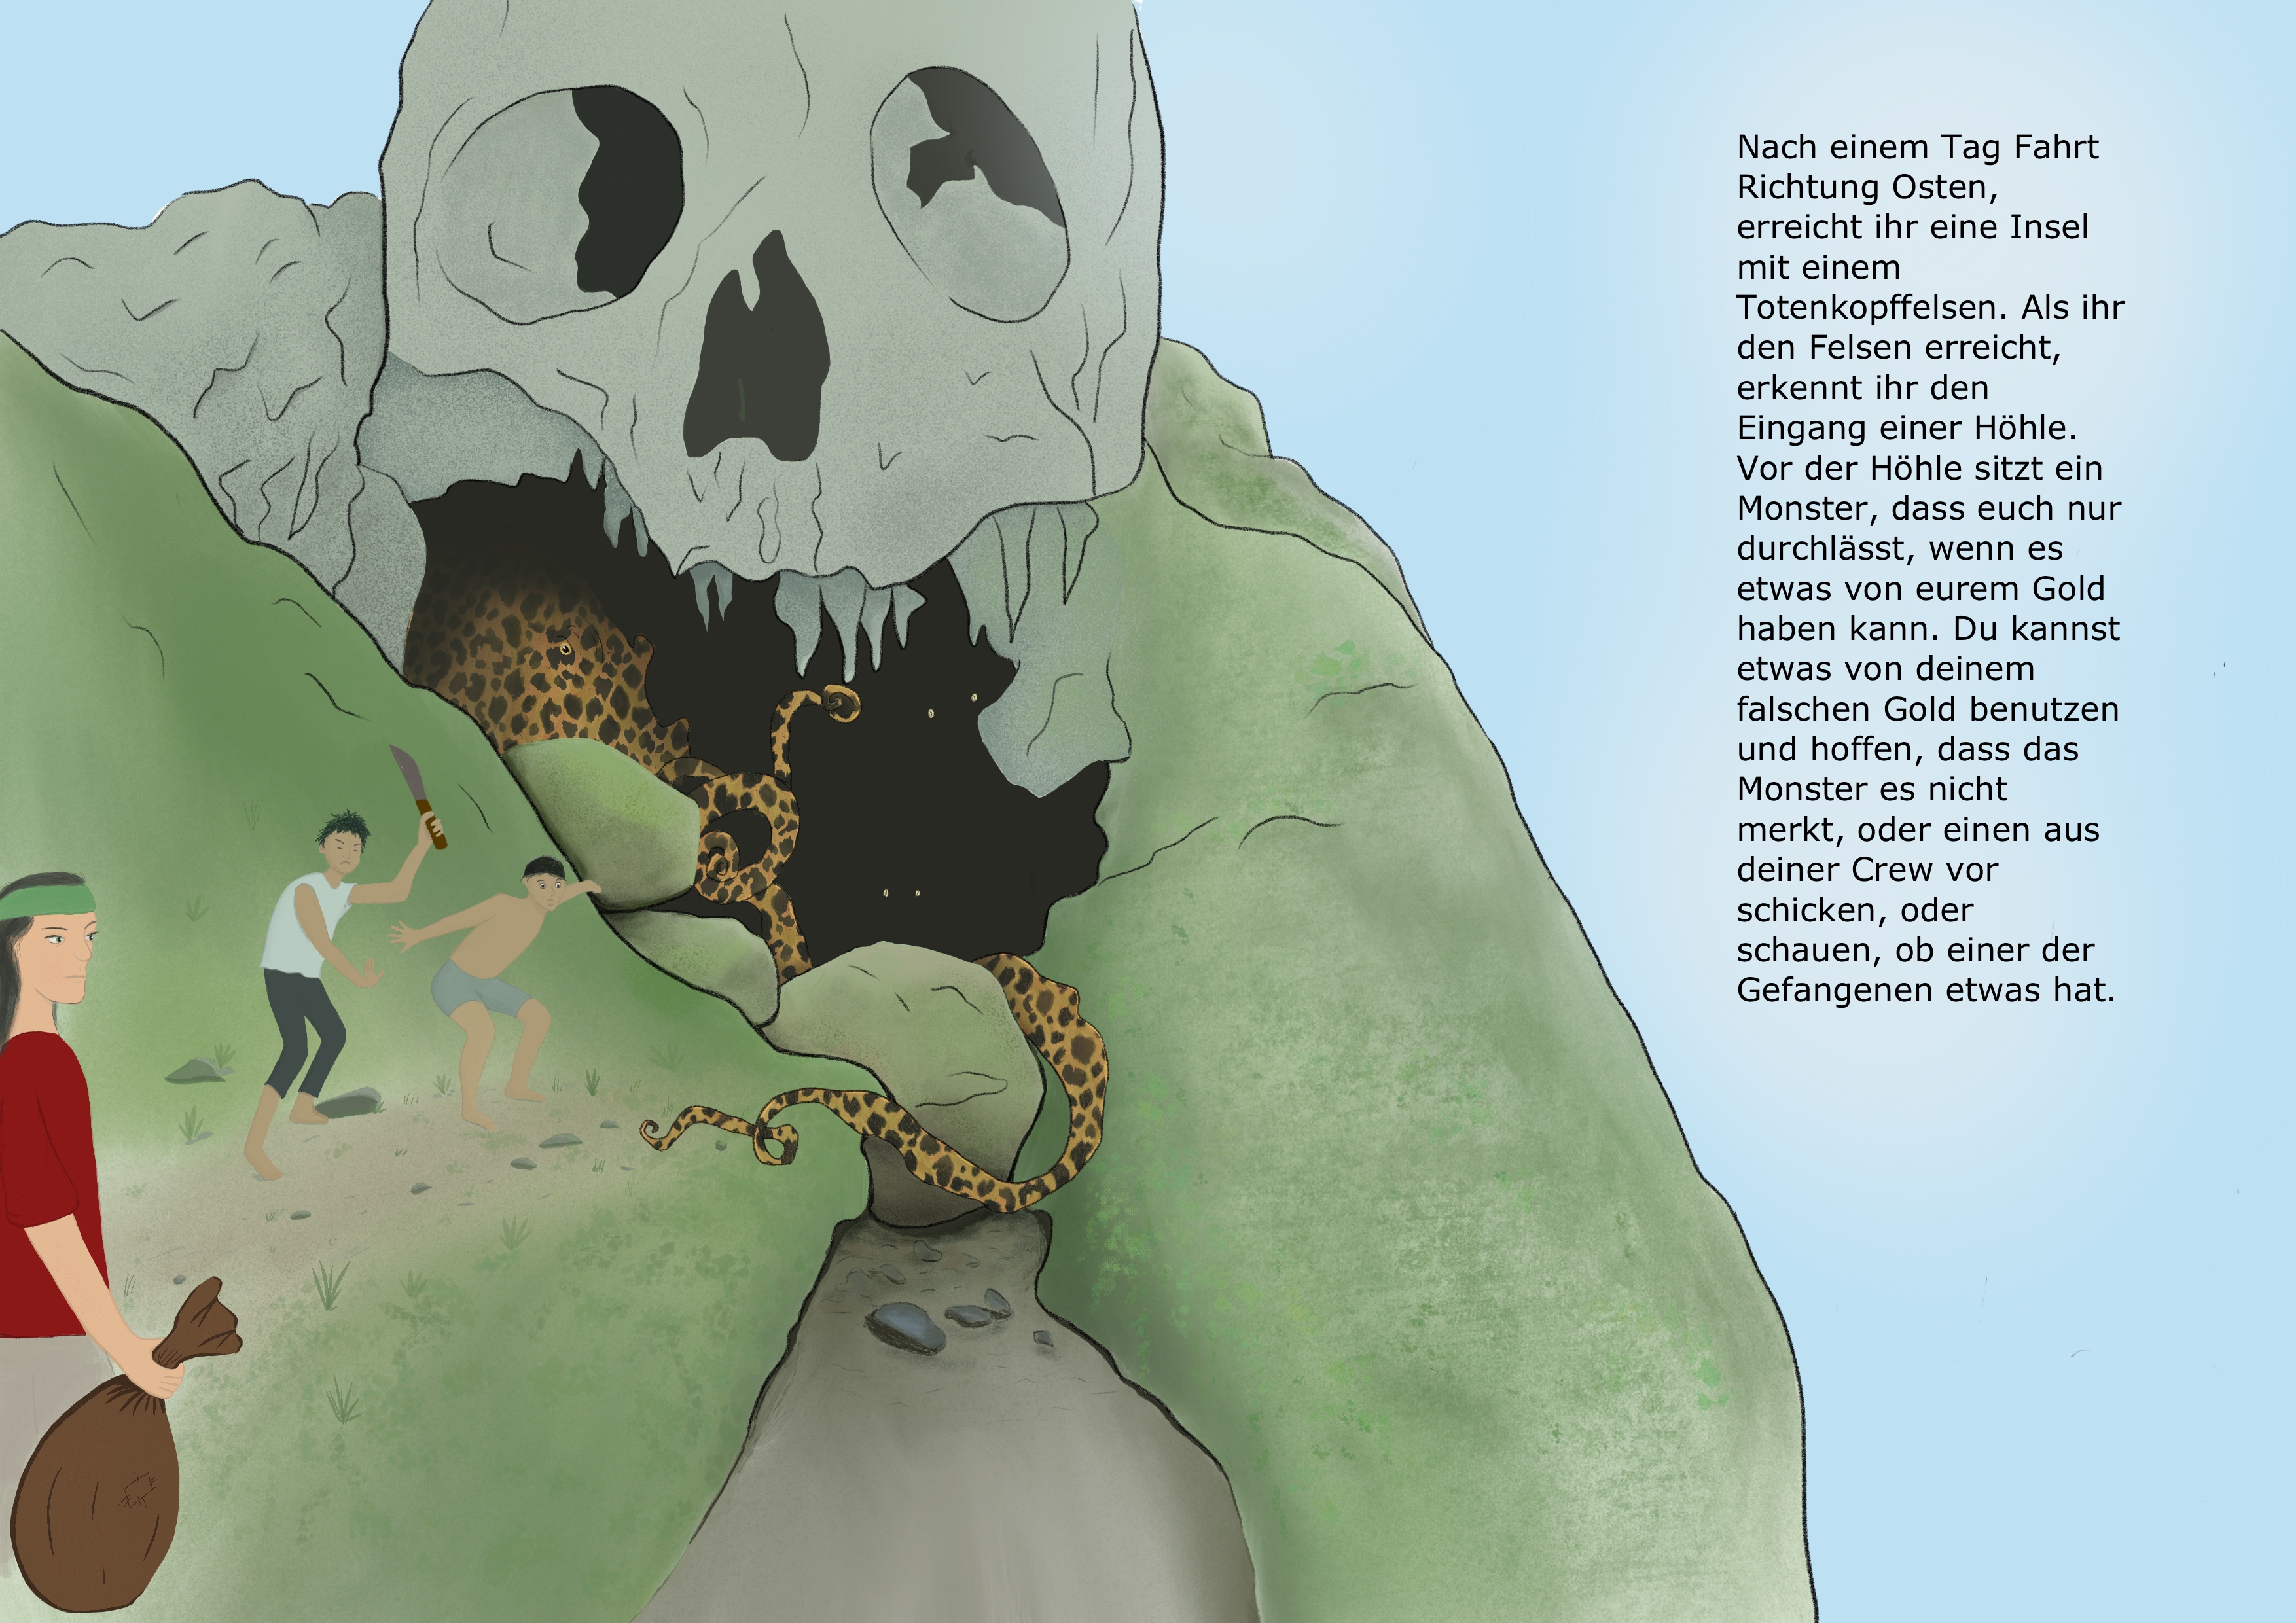 Nach einem Tag Fahrt
Richtung Osten,
erreicht ihr eine Insel
mit einem
Totenkopffelsen. Als ihr
den Felsen erreicht,
erkennt ihr den
Eingang einer Höhle.
Vor der Höhle sitzt ein
Monster, dass euch nur
durchlässt, wenn es
etwas von eurem Gold
haben kann. Du kannst
etwas von deinem
falschen Gold benutzen
und hoffen, dass das
Monster es nicht
merkt, oder einen aus
deiner Crew vor
schicken, oder
schauen, ob einer der
Gefangenen etwas hat.